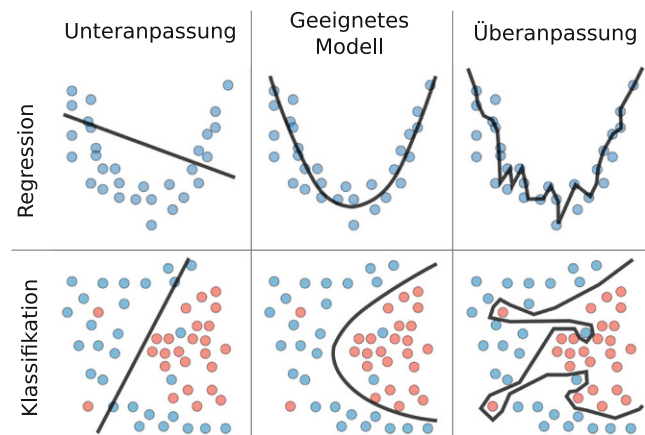 Unteranpassung
Geeignetes
Modell
Überanpassung
Regression
Klassifikation